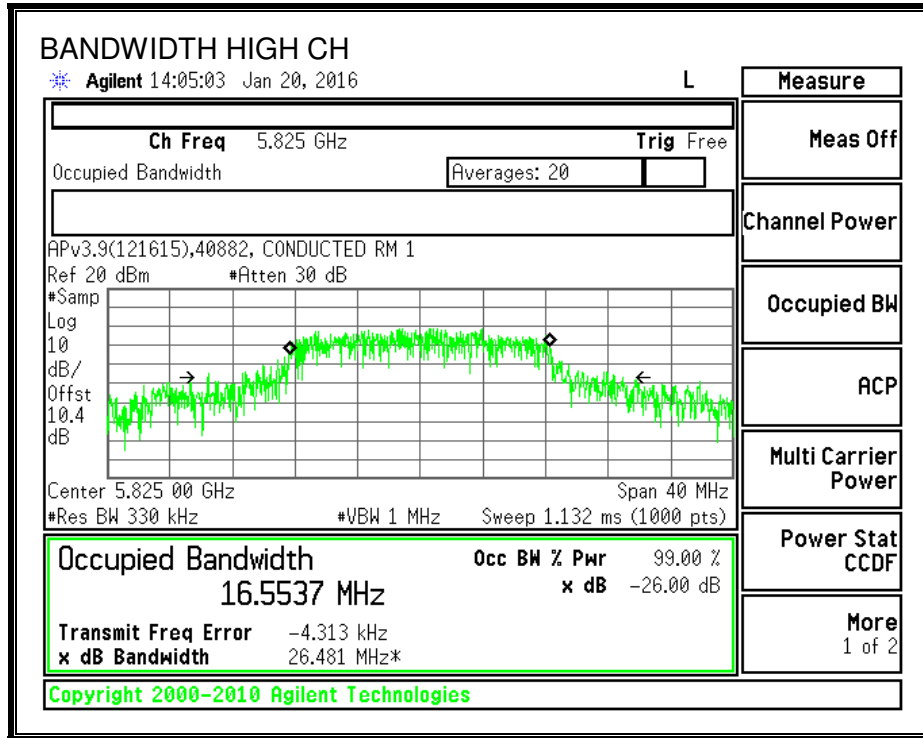 BANDWIDTH HIGH CH
Agilent 14:05:03 Jan 20, 2016 L
Ch Freq 5.825 GHz Trig Free
Occupied Bandwidth Averages: 20
APv3.9(121615),40882, CONDUCTED RM 1
Ref 20 dBm #Atten 30 dB
#Samp
Log
10
dB/
Offst
10.4
dB
Center 5.825 00 GHz Span 40 MHz
#Res BW 330 kHz #VBW 1 MHz Sweep 1.132 ms (1000 pts)
Occupied Bandwidth Occ BW % Pwr 99.00 %
16.5537 MHz x dB -26.00 dB
Transmit Freq Error -4.313 kHz
x dB Bandwidth 26.481 MHz*
Copyright 2000-2010 Agilent Technologies
Measure
Meas Off
Channel Power
Occupied BW
ACP
Multi Carrier
Power
Power Stat
CCDF
More
1 of 2